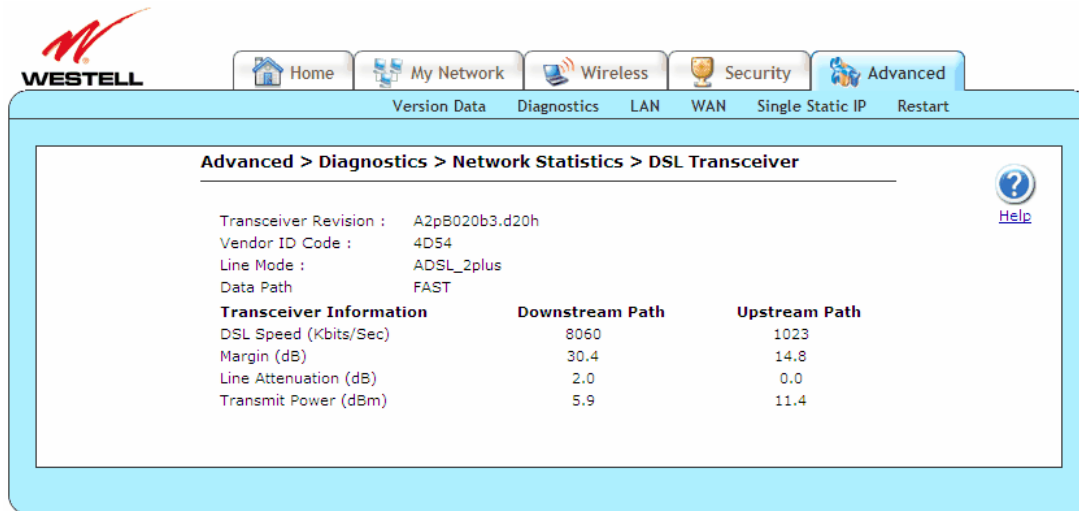 WESTELL
Home My Network Wireless Security Advanced
Version Data Diagnostics LAN WAN Single Static IP Restart
Advanced > Diagnostics > Network Statistics > DSL Transceiver
Help
Transceiver Revision : A2pB020b3.d20h
Vendor ID Code : 4D54
Line Mode : ADSL_2plus
Data Path FAST
Transceiver Information Downstream Path Upstream Path
DSL Speed (Kbits/Sec) 8060 1023
Margin (dB) 30.4 14.8
Line Attenuation (dB) 2.0 0.0
Transmit Power (dBm) 5.9 11.4